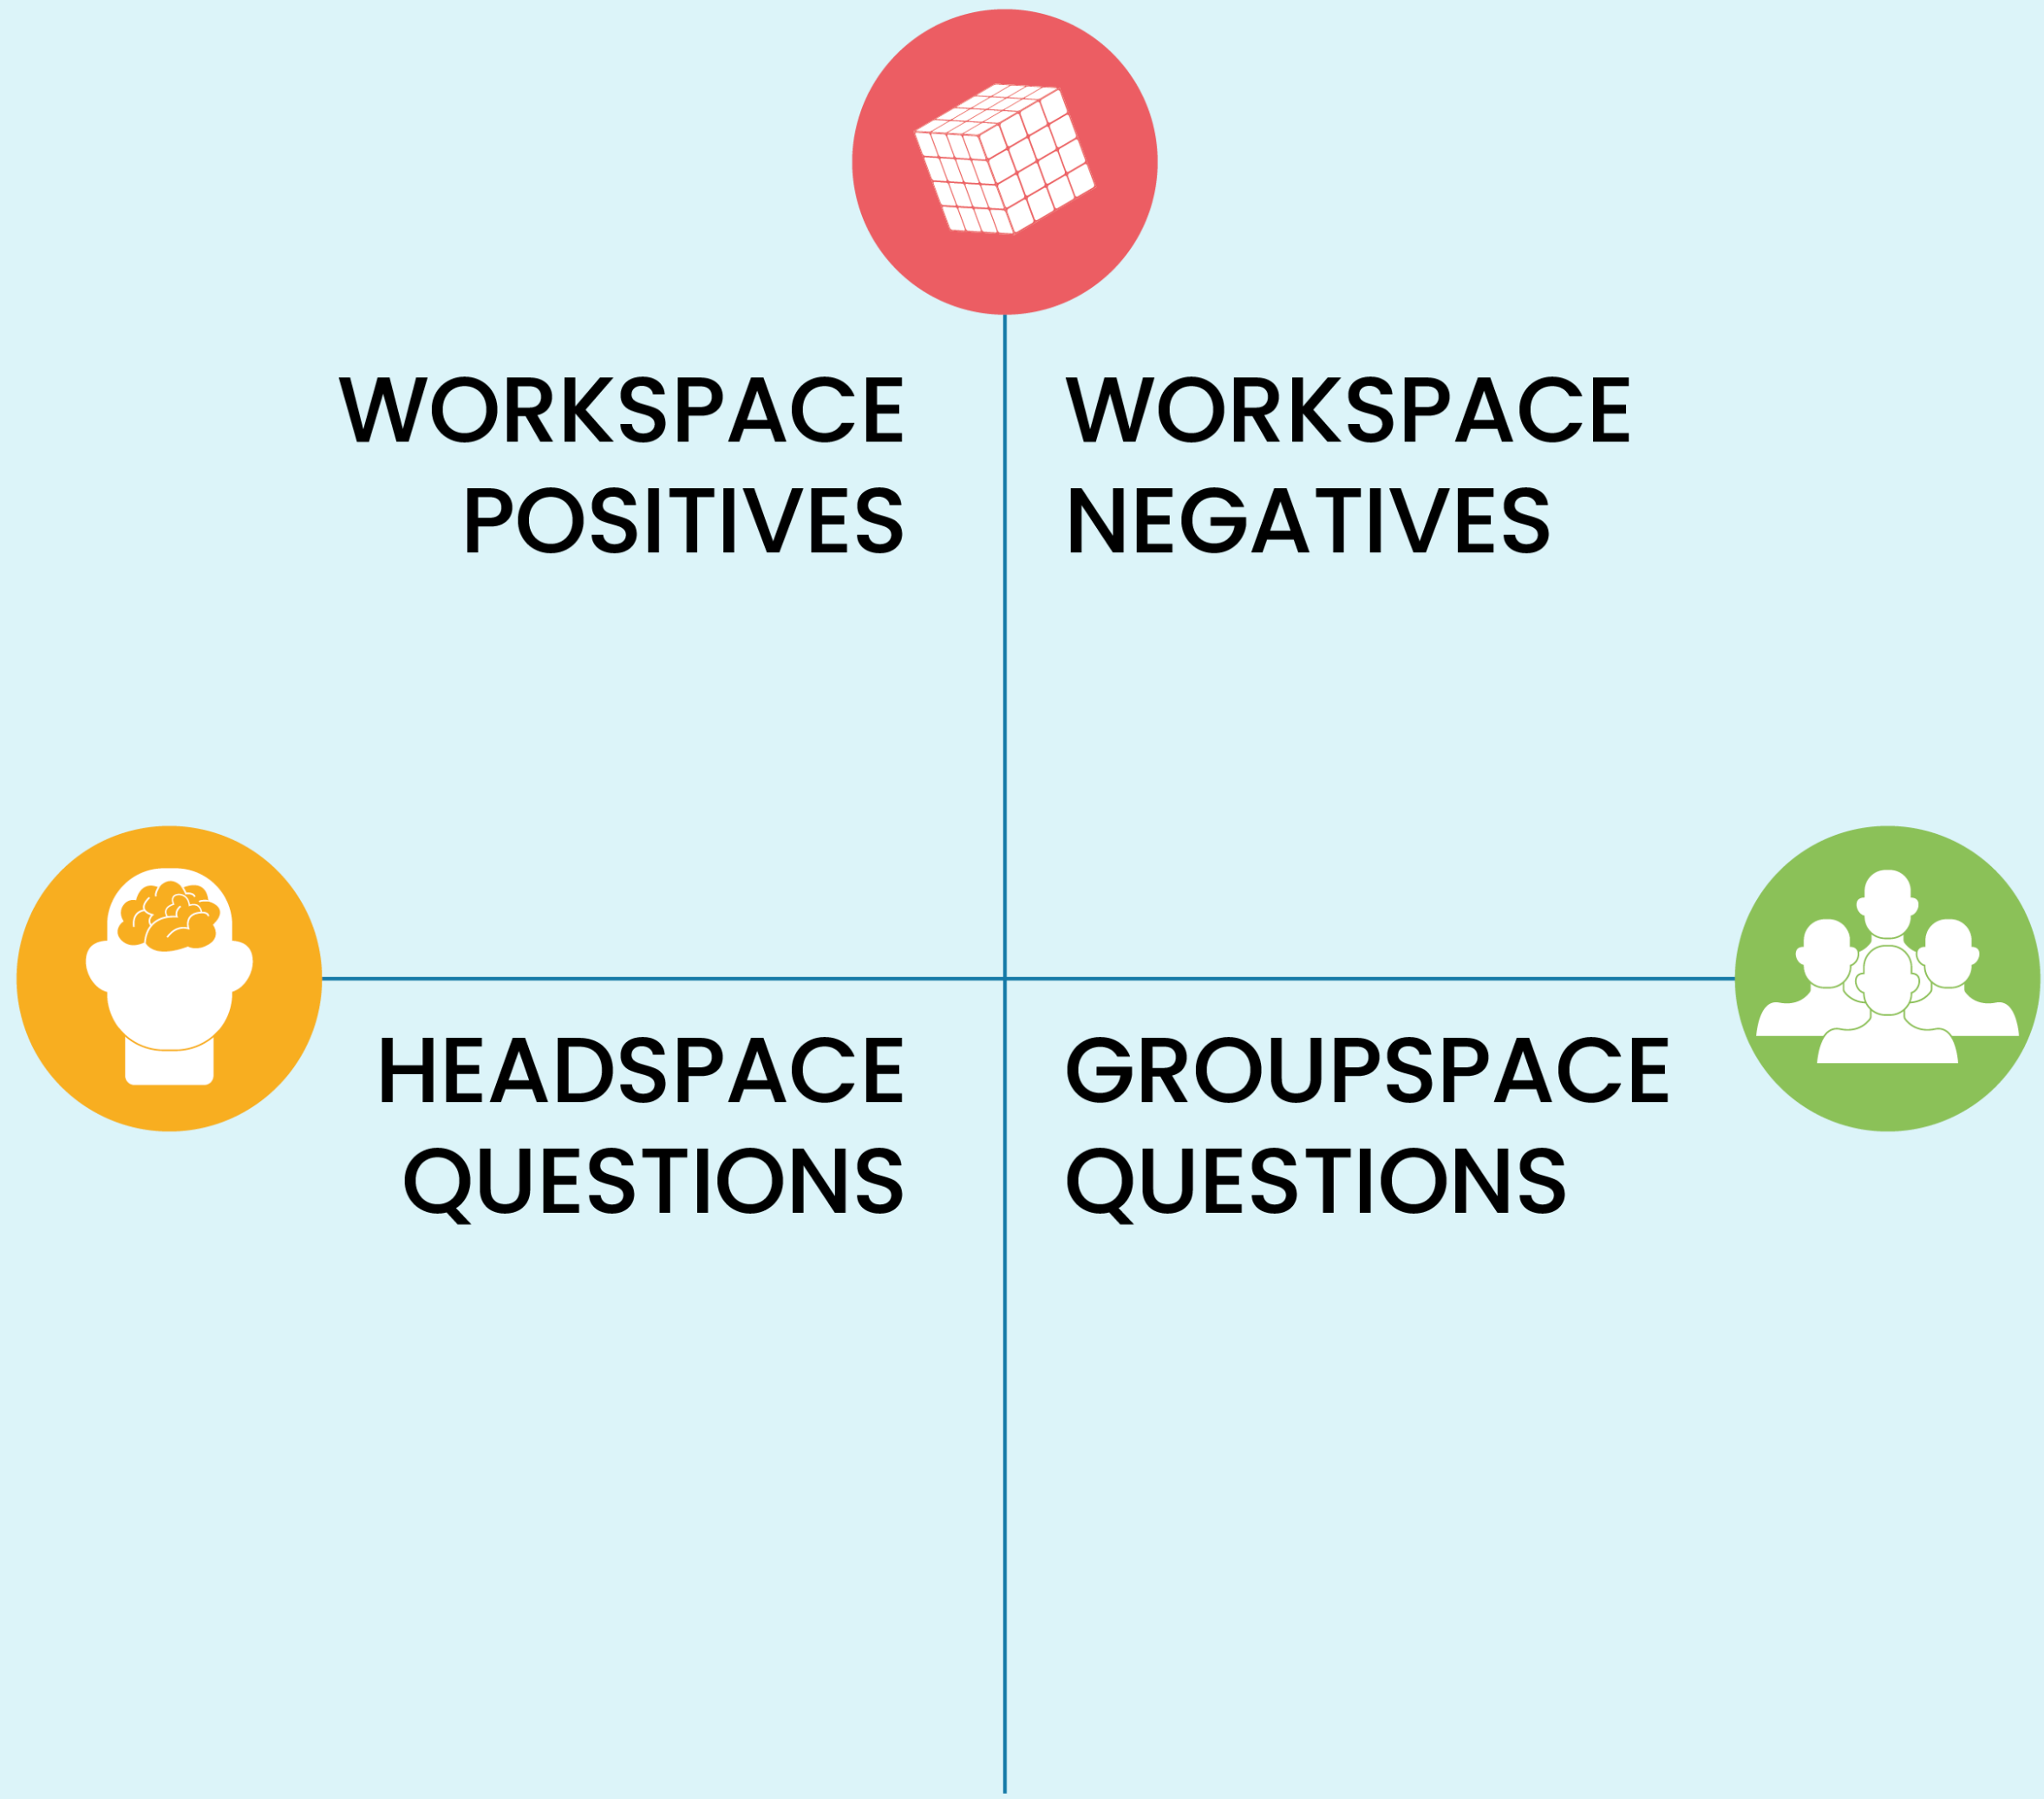 WORKSPACE
POSITIVES
WORKSPACE
NEGATIVES
HEADSPACE
QUESTIONS
GROUPSPACE
QUESTIONS